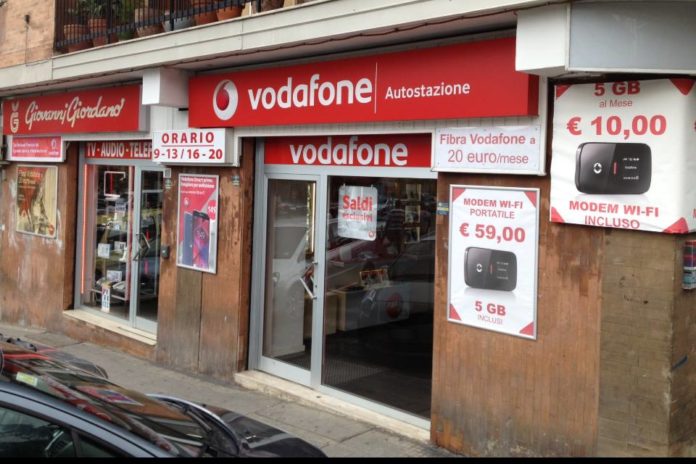 Giovanni Giordano
TV - AUDIO - TELEF
ORARIO
9-13 / 16-20
vodafone Autostazione
vodafone
Fibra Vodafone a
20 euro/mese
Saldi
esclusivi
MODEM WI-FI
PORTATILE
€ 59,00
5 GB
INCLUSI
5 GB
al Mese
€ 10,00
MODEM WI-FI
INCLUSO